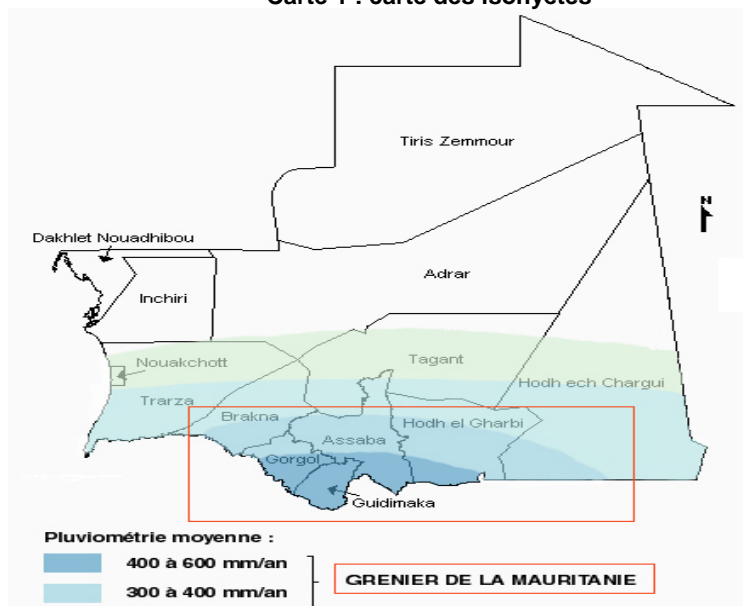 Carte 1 : carte des isohyètes
Tiris Zemmour
N
Dakhlet Nouadhibou
Adrar
Inchiri
Nouakchott
Tagant
Hodh ech Chargui
Trarza
Brakna
Hodh el Gharbi
Assaba
Gorgol
Guidimaka
Pluviométrie moyenne :
400 à 600 mm/an
300 à 400 mm/an
GRENIER DE LA MAURITANIE